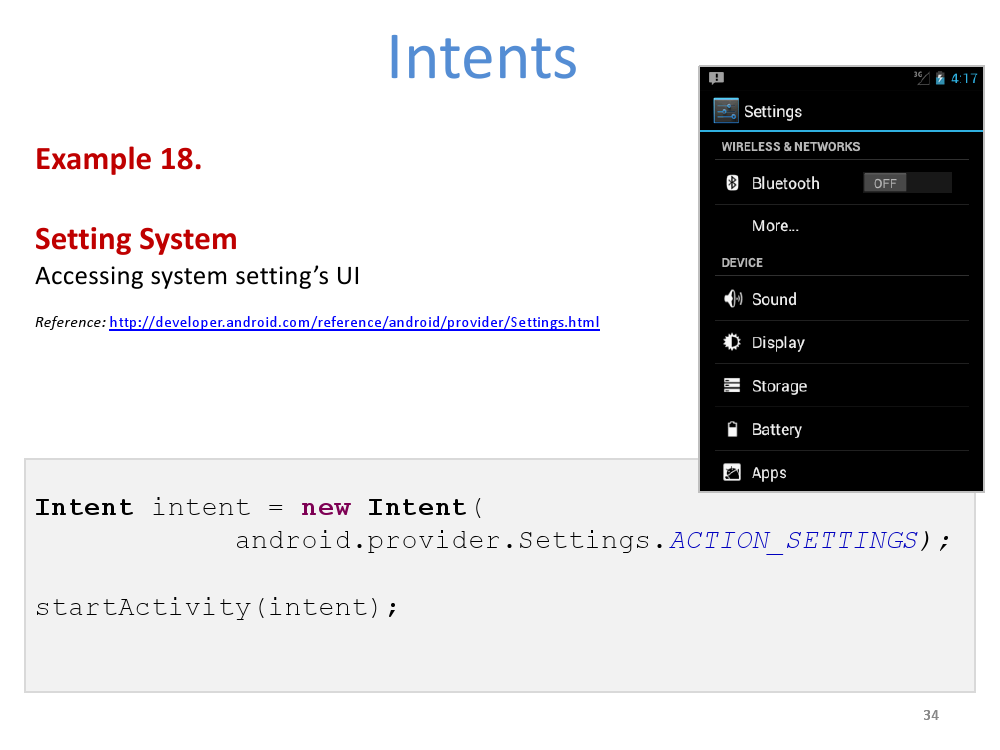 Intents
Example 18.
Setting System
Accessing system setting’s UI
Reference: http://developer.android.com/reference/android/provider/Settings.html
3G 4:17
Settings
WIRELESS & NETWORKS
Bluetooth OFF
More...
DEVICE
Sound
Display
Storage
Battery
Apps
Intent intent = new Intent(
android.provider.Settings.ACTION_SETTINGS);
startActivity(intent);
34